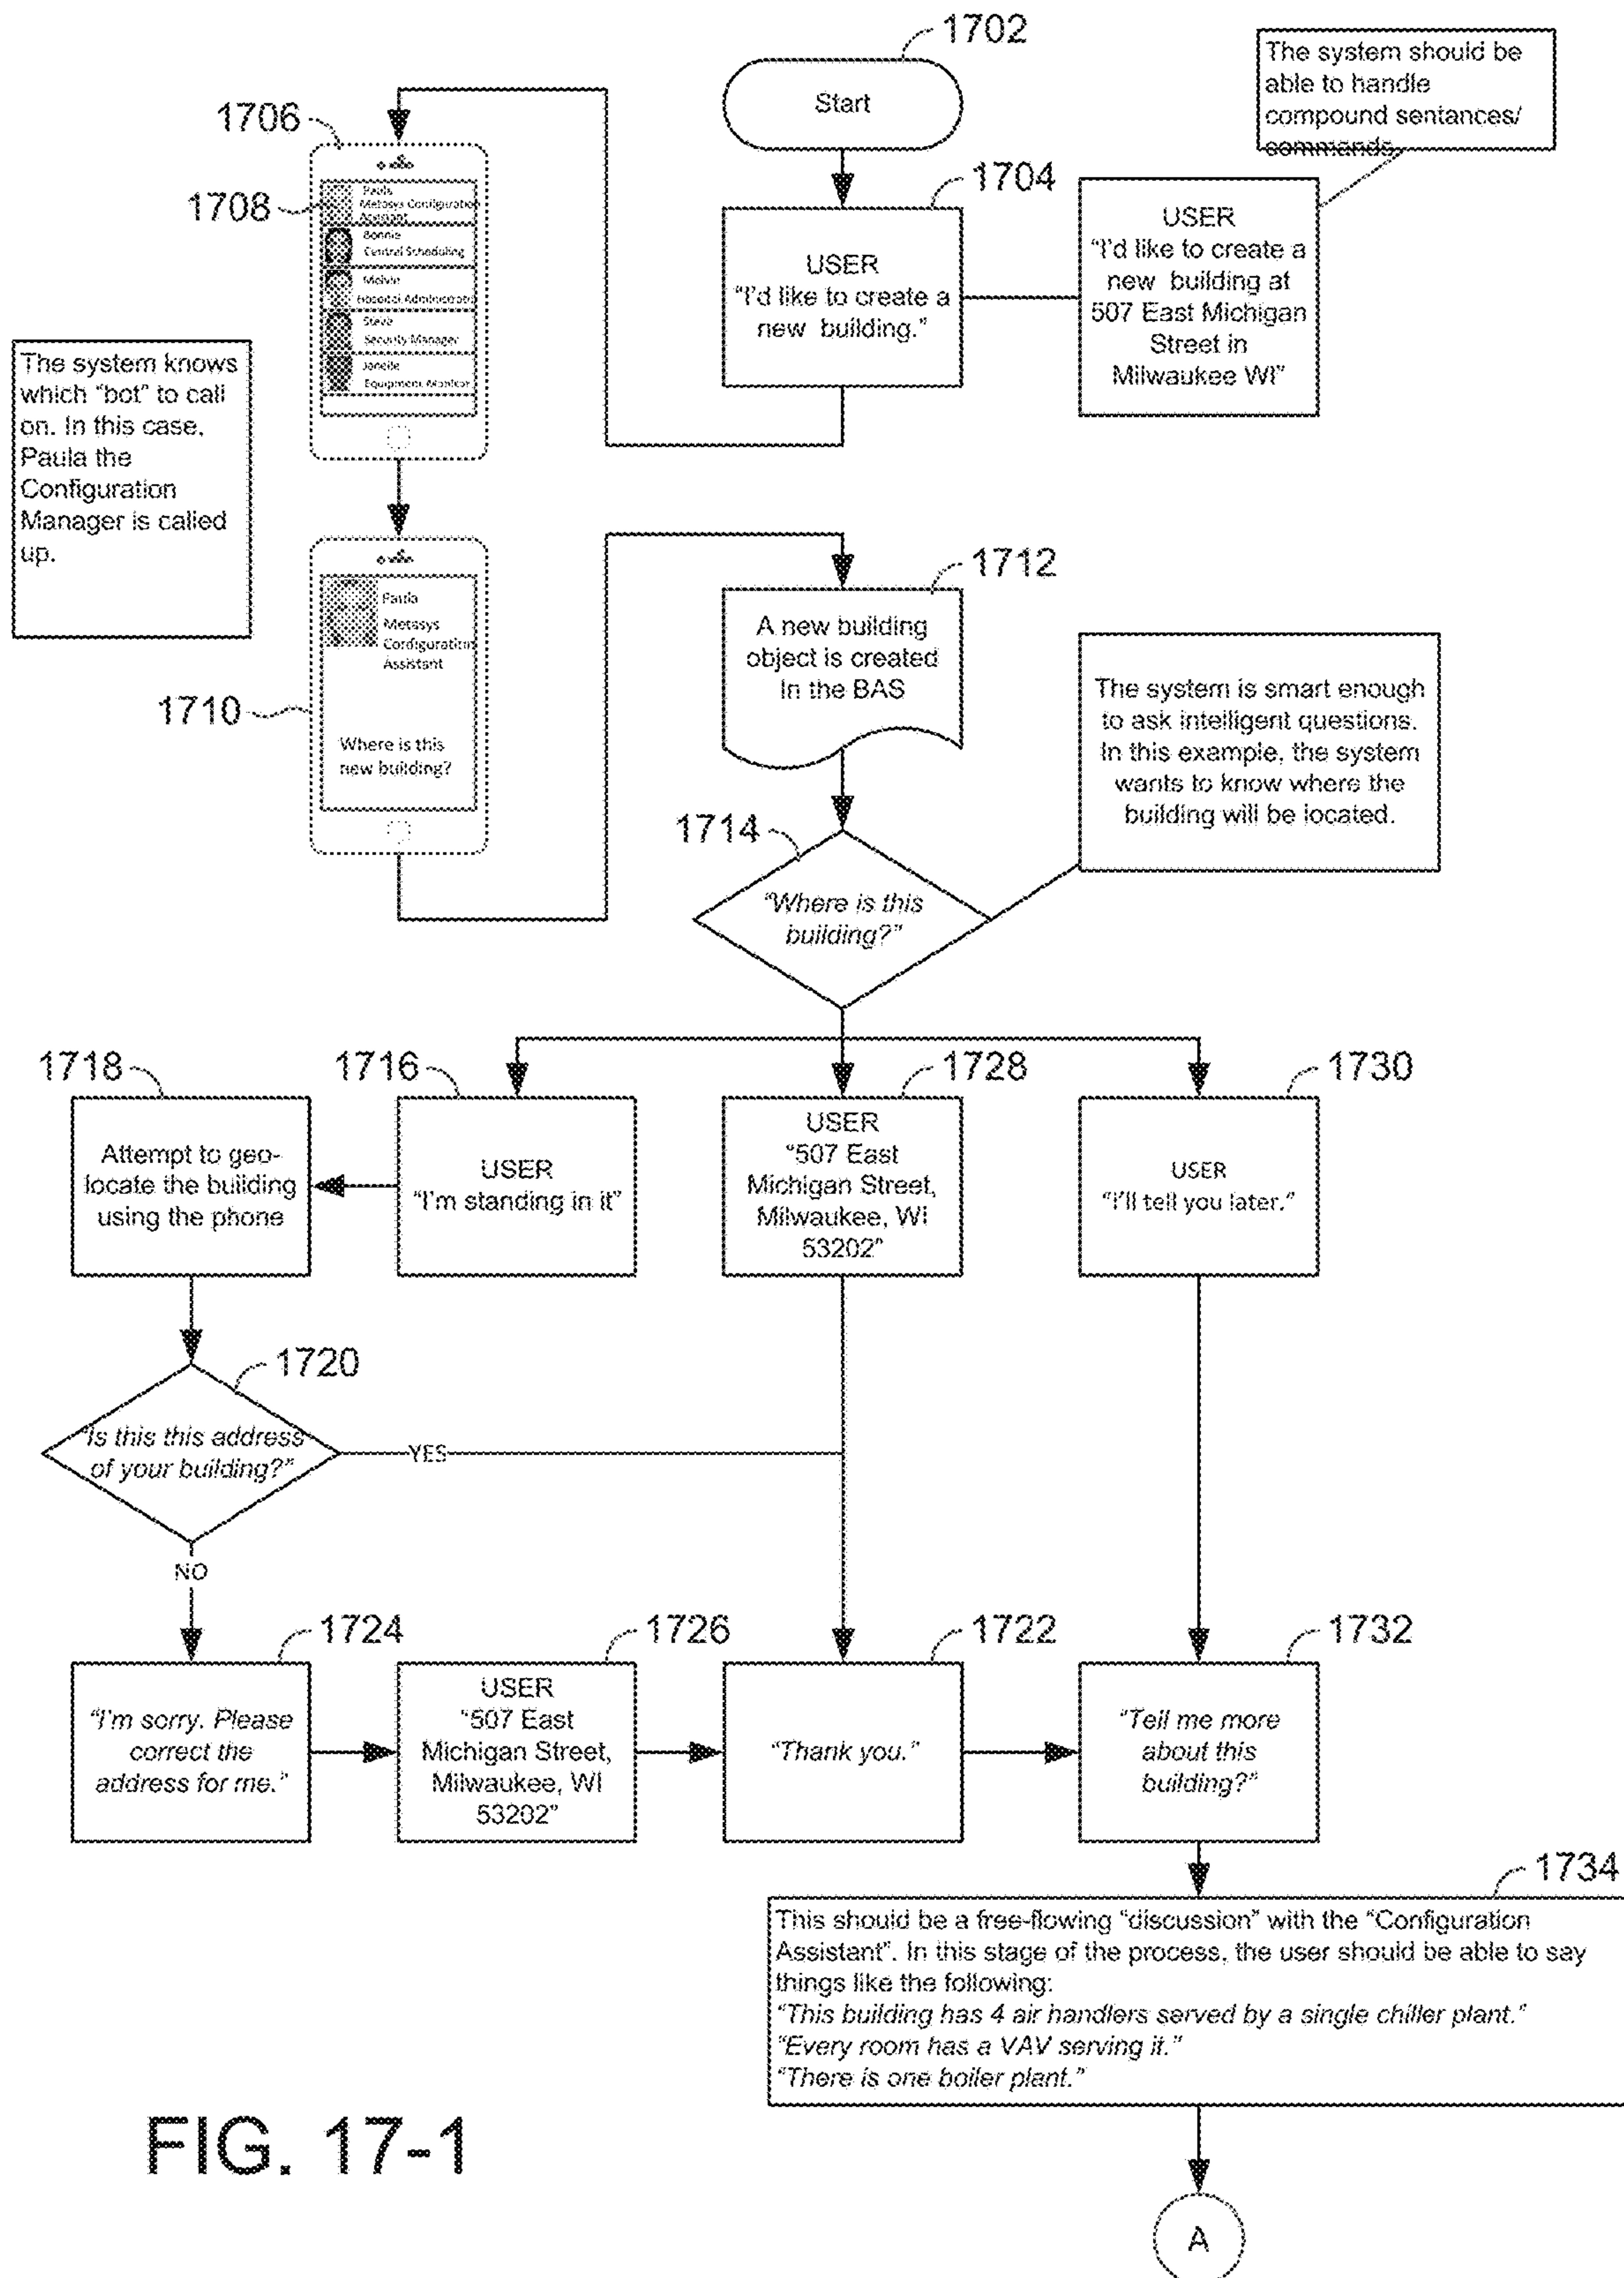 1702
Start
The system should be
able to handle
compound sentances/
commands.
1704
USER
"I'd like to create a
new building."
USER
"I'd like to create a
new building at
507 East Michigan
Street in
Milwaukee WI"
1706
1708
Paula
Metasys Configuration
Assistant
Bonnie
Central Scheduling
Melvin
Hospital Administrato
Steve
Security Manager
Janelle
Equipment Monitor
The system knows
which "bot" to call
on. In this case,
Paula the
Configuration
Manager is called
up.
1710
Paula
Metasys
Configuration
Assistant
Where is this
new building?
1712
A new building
object is created
In the BAS
The system is smart enough
to ask intelligent questions.
In this example, the system
wants to know where the
building will be located.
1714
"Where is this
building?"
1718
Attempt to geo-
locate the building
using the phone
1716
USER
"I'm standing in it"
1728
USER
"507 East
Michigan Street,
Milwaukee, WI
53202"
1730
USER
"I'll tell you later."
1720
"Is this this address
of your building?"
YES
NO
1724
"I'm sorry. Please
correct the
address for me."
1726
USER
"507 East
Michigan Street,
Milwaukee, WI
53202"
1722
"Thank you."
1732
"Tell me more
about this
building?"
1734
This should be a free-flowing "discussion" with the "Configuration
Assistant". In this stage of the process, the user should be able to say
things like the following:
"This building has 4 air handlers served by a single chiller plant."
"Every room has a VAV serving it."
"There is one boiler plant."
A
FIG. 17-1